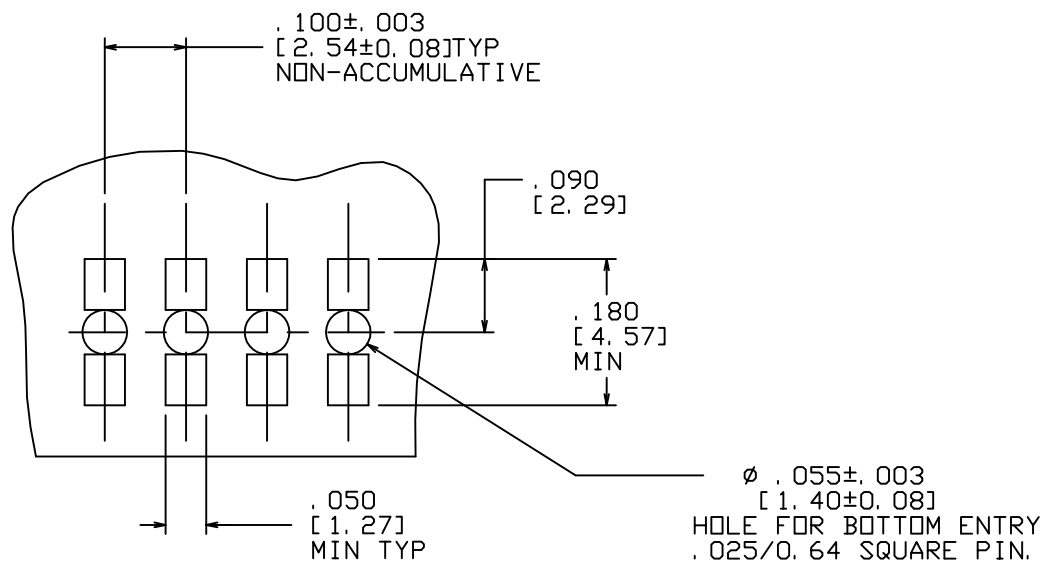 .100±.003
[2.54±0.08]TYP
NON-ACCUMULATIVE
.090
[2.29]
.180
[4.57]
MIN
.050
[1.27]
MIN TYP
ø .055±.003
[1.40±0.08]
HOLE FOR BOTTOM ENTRY
.025/0.64 SQUARE PIN.